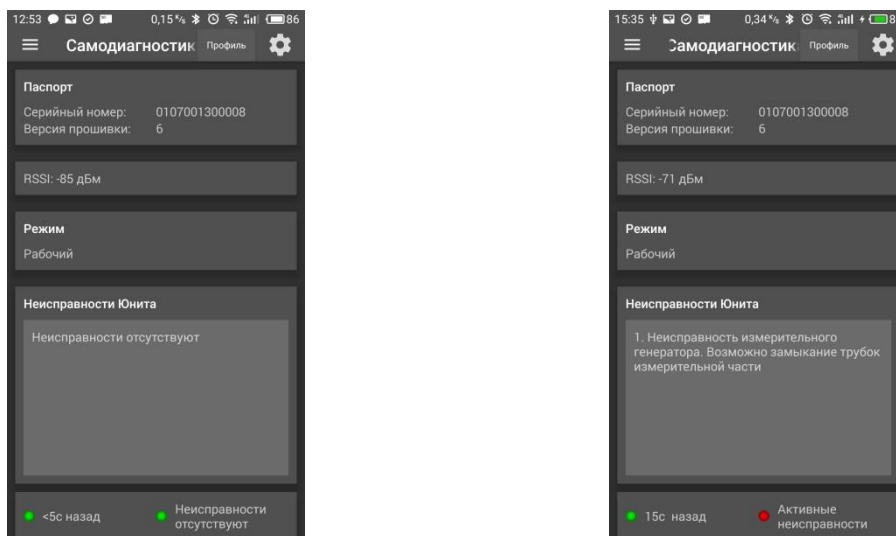 12:53 0,15 86
Самодиагностик Профиль
Паспорт
Серийный номер: 0107001300008
Версия прошивки: 6
RSSI: -85 дБм
Режим
Рабочий
Неисправности Юнита
Неисправности отсутствуют
<5с назад
Неисправности
отсутствуют
15:35 0,34 8
Самодиагностик Профиль
Паспорт
Серийный номер: 0107001300008
Версия прошивки: 6
RSSI: -71 дБм
Режим
Рабочий
Неисправности Юнита
1. Неисправность измерительного
генератора. Возможно замыкание трубок
измерительной части
15с назад
Активные
неисправности